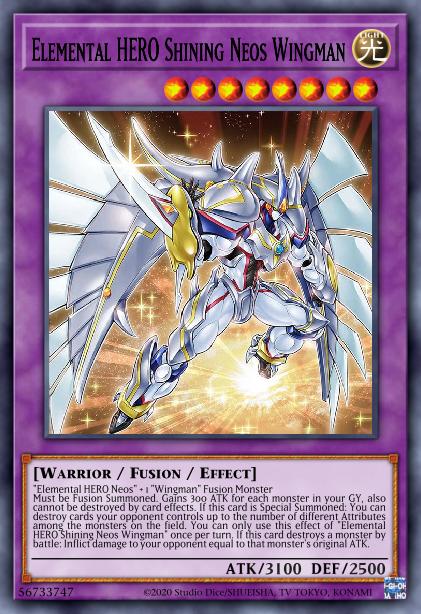 Elemental HERO Shining Neos Wingman
LIGHT
光
[Warrior / Fusion / Effect]
"Elemental HERO Neos" + 1 "Wingman" Fusion Monster
Must be Fusion Summoned. Gains 300 ATK for each monster in your GY, also
cannot be destroyed by card effects. If this card is Special Summoned: You can
destroy cards your opponent controls up to the number of different Attributes
among the monsters on the field. You can only use this effect of "Elemental
HERO Shining Neos Wingman" once per turn. If this card destroys a monster by
battle: Inflict damage to your opponent equal to that monster's original ATK.
ATK/3100 DEF/2500
56733747
©2020 Studio Dice/SHUEISHA, TV TOKYO, KONAMI